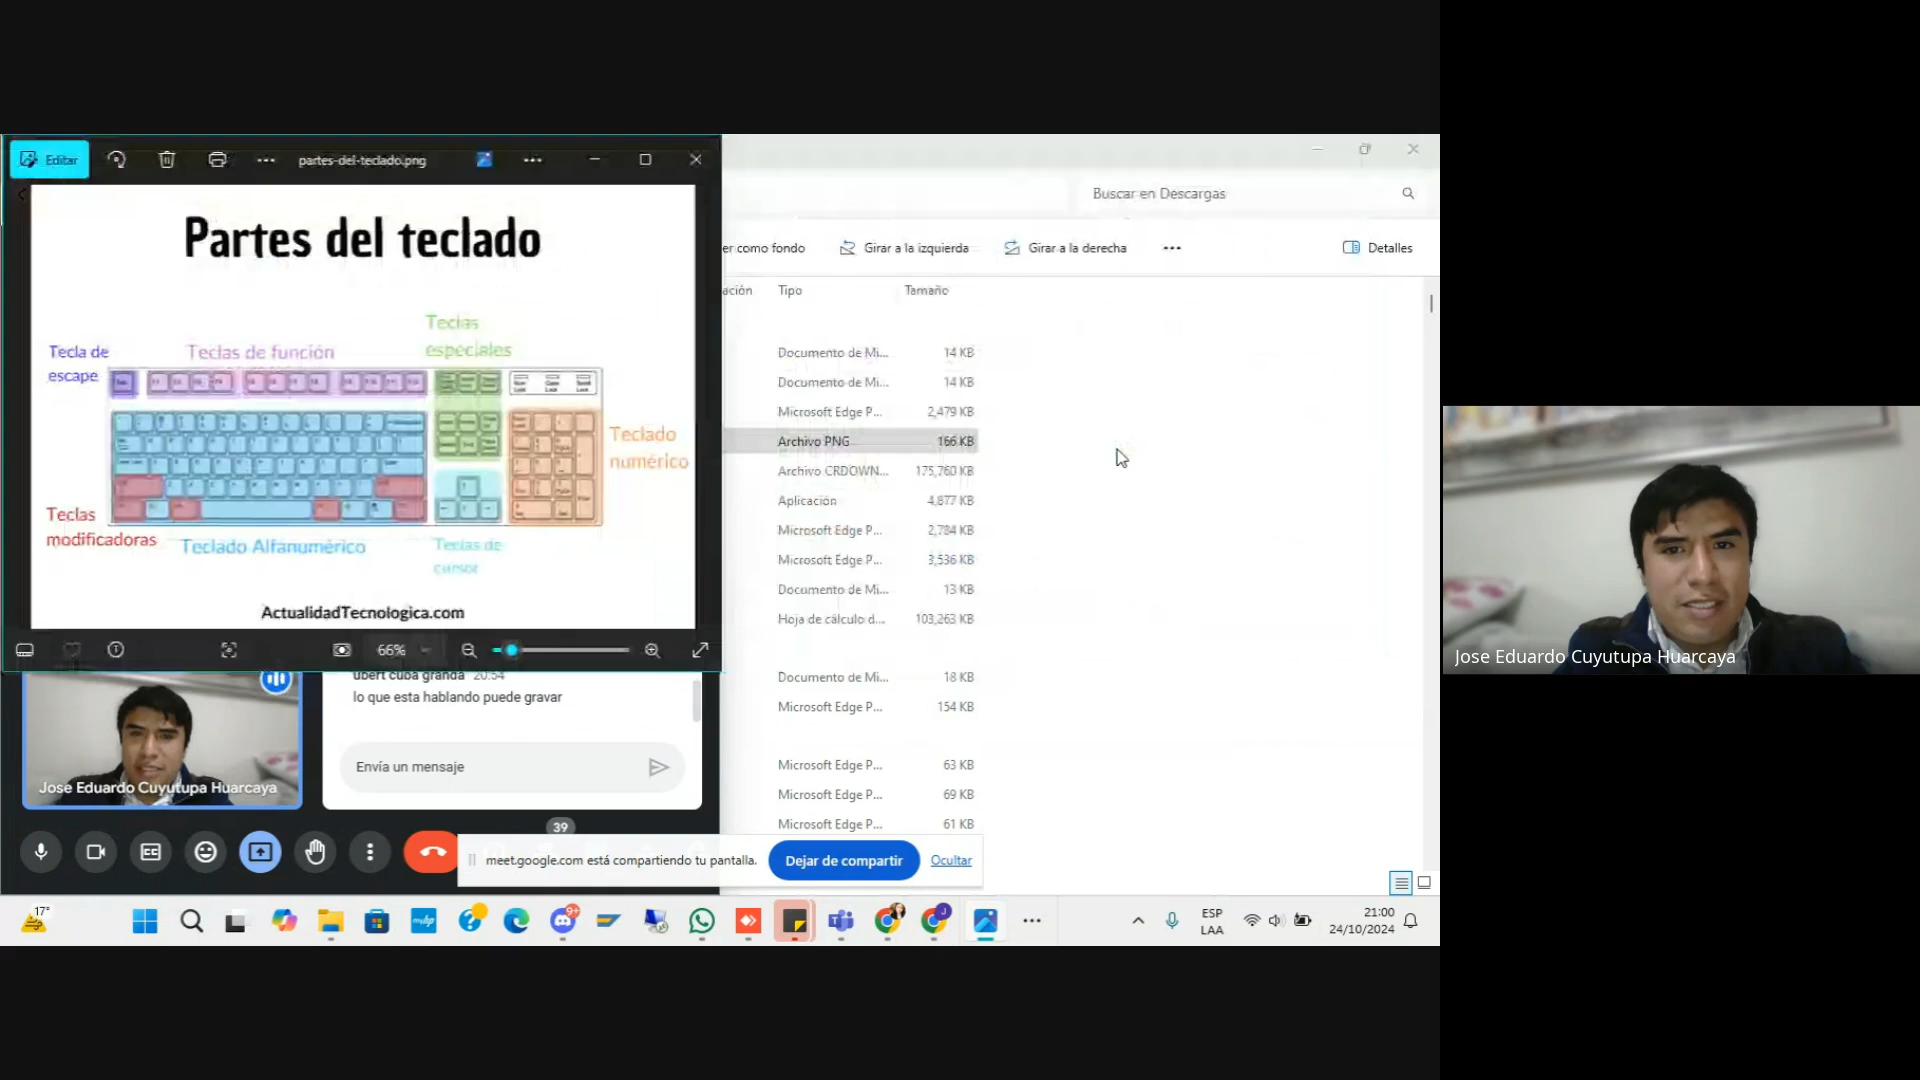 Editar
partes-del-teclado.png
Partes del teclado
Teclas
especiales
Tecla de
escape
Teclas de función
Teclado
numérico
Teclas
modificadoras
Teclado Alfanumérico
Teclas de
cursor
ActualidadTecnologica.com
66%
Buscar en Descargas
er como fondo
Girar a la izquierda
Girar a la derecha
Detalles
ación
Tipo
Tamaño
Documento de Mi... 14 KB
Documento de Mi... 14 KB
Microsoft Edge P... 2,479 KB
Archivo PNG 166 KB
Archivo CRDOWN... 175,760 KB
Aplicación 4,877 KB
Microsoft Edge P... 2,784 KB
Microsoft Edge P... 3,536 KB
Documento de Mi... 13 KB
Hoja de cálculo d... 103,263 KB
Documento de Mi... 18 KB
Microsoft Edge P... 154 KB
Microsoft Edge P... 63 KB
Microsoft Edge P... 69 KB
Microsoft Edge P... 61 KB
ubert cuba granda 20:54
lo que esta hablando puede gravar
Envía un mensaje
Jose Eduardo Cuyutupa Huarcaya
39
meet.google.com está compartiendo tu pantalla.
Dejar de compartir
Ocultar
17°
myhp
9+
ESP
LAA
21:00
24/10/2024
Jose Eduardo Cuyutupa Huarcaya